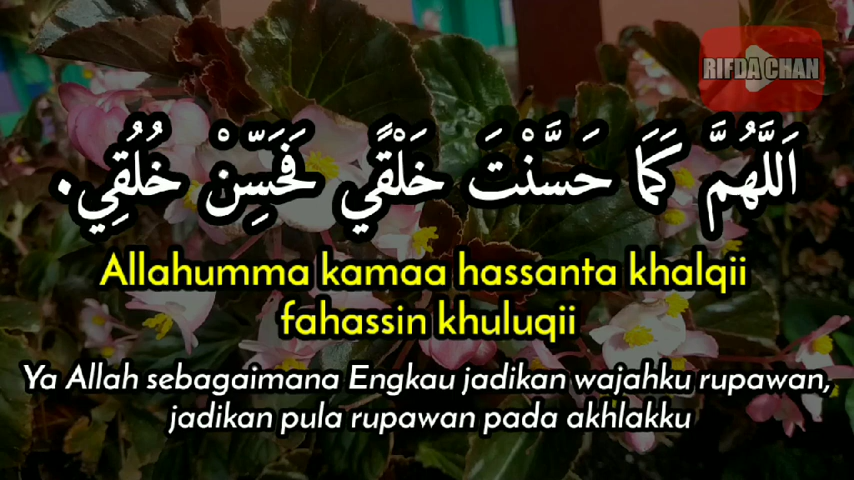 RIFDA CHAN
اَللَّهُمَّ كَمَا حَسَّنْتَ خَلْقًيْ فَحَسِّنْ خُلُقِي.
Allahumma kamaa hassanta khalqii
fahassin khuluqii
Ya Allah sebagaimana Engkau jadikan wajahku rupawan,
jadikan pula rupawan pada akhlakku